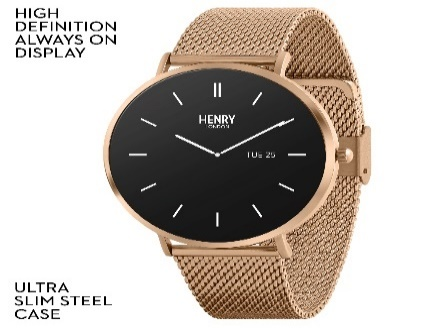 HIGH
DEFINITION
ALWAYS ON
DISPLAY
HENRY
LONDON
TUE 25
ULTRA
SLIM STEEL
CASE